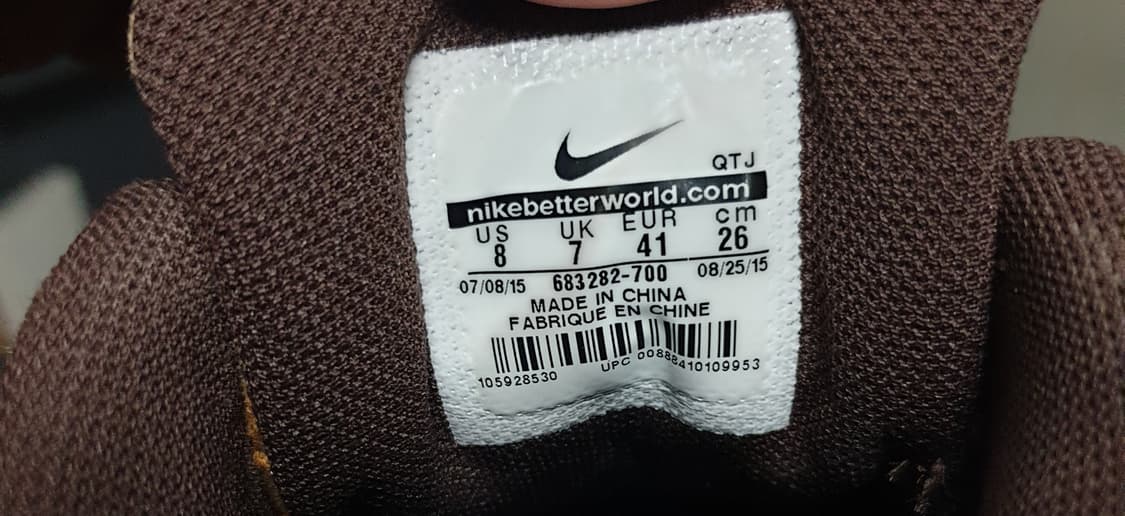 QTJ
nikebetterworld.com
US UK EUR cm
8 7 41 26
07/08/15 683282-700 08/25/15
MADE IN CHINA
FABRIQUE EN CHINE
105928530 UPC 00888410109953